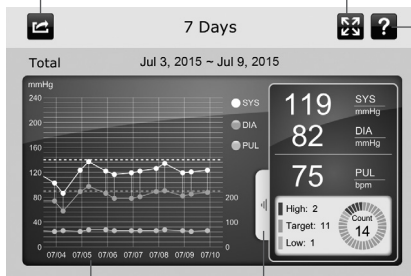 7 Days
?
Total
Jul 3, 2015 ~ Jul 9, 2015
mmHg
240
200
160
120
80
40
0
200
100
0
07/04 07/05 07/06 07/07 07/08 07/09 07/10
SYS
DIA
PUL
119 SYS mmHg
82 DIA mmHg
75 PUL bpm
High: 2
Target: 11
Low: 1
Count
14